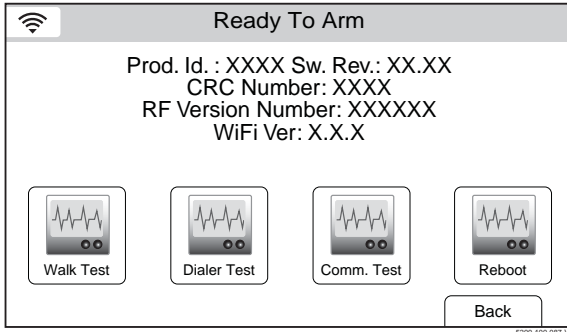 Ready To Arm
Prod. Id. : XXXX Sw. Rev.: XX.XX
CRC Number: XXXX
RF Version Number: XXXXXX
WiFi Ver: X.X.X
Walk Test
Dialer Test
Comm. Test
Reboot
Back